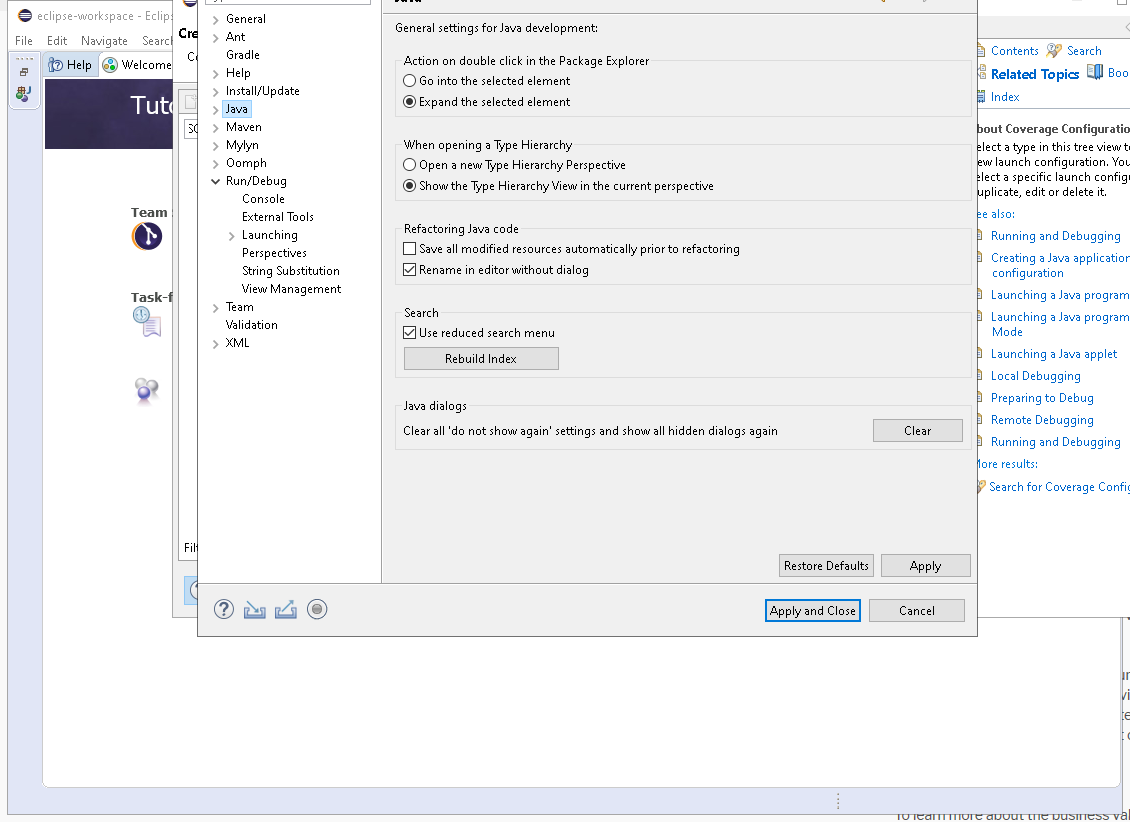 eclipse-workspace - Eclips
File Edit Navigate Search
Help Welcome
Tuto
Team
Task-f
Cre
Filt
General
Ant
Gradle
Help
Install/Update
Java
Maven
Mylyn
Oomph
Run/Debug
Console
External Tools
Launching
Perspectives
String Substitution
View Management
Team
Validation
XML
Java
General settings for Java development:
Action on double click in the Package Explorer
Go into the selected element
Expand the selected element
When opening a Type Hierarchy
Open a new Type Hierarchy Perspective
Show the Type Hierarchy View in the current perspective
Refactoring Java code
Save all modified resources automatically prior to refactoring
Rename in editor without dialog
Search
Use reduced search menu
Rebuild Index
Java dialogs
Clear all 'do not show again' settings and show all hidden dialogs again
Clear
Restore Defaults Apply
Apply and Close Cancel
Contents Search
Related Topics Boo
Index
bout Coverage Configuratio
elect a type in this tree view to
ew launch configuration. You
elect a specific launch configu
uplicate, edit or delete it.
ee also:
Running and Debugging
Creating a Java application
configuration
Launching a Java program
Launching a Java program
Mode
Launching a Java applet
Local Debugging
Preparing to Debug
Remote Debugging
Running and Debugging
More results:
Search for Coverage Config
To learn more about the business val